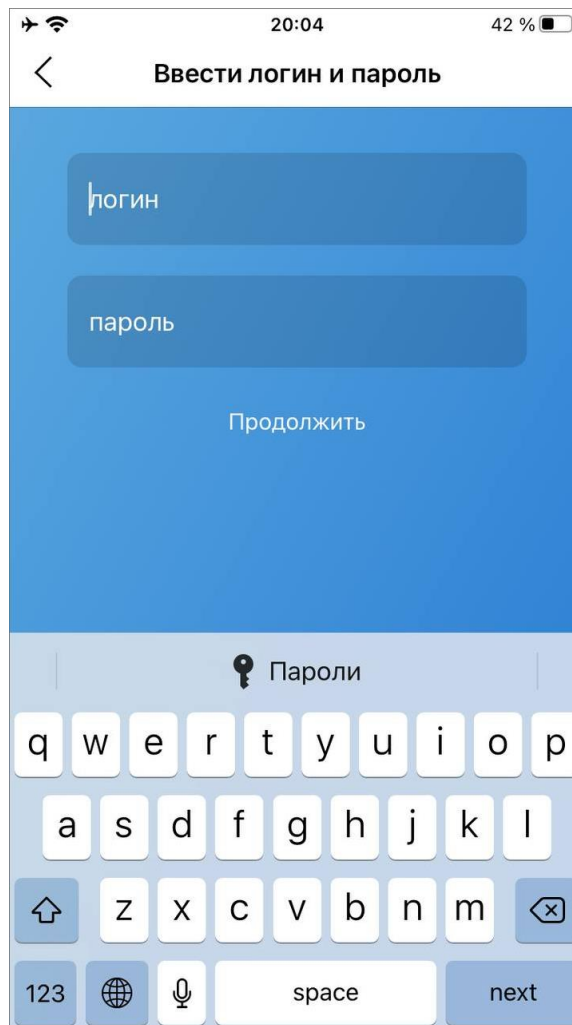 20:04
42 %
Ввести логин и пароль
логин
пароль
Продолжить
Пароли
q w e r t y u i o p
a s d f g h j k l
z x c v b n m
123 space next